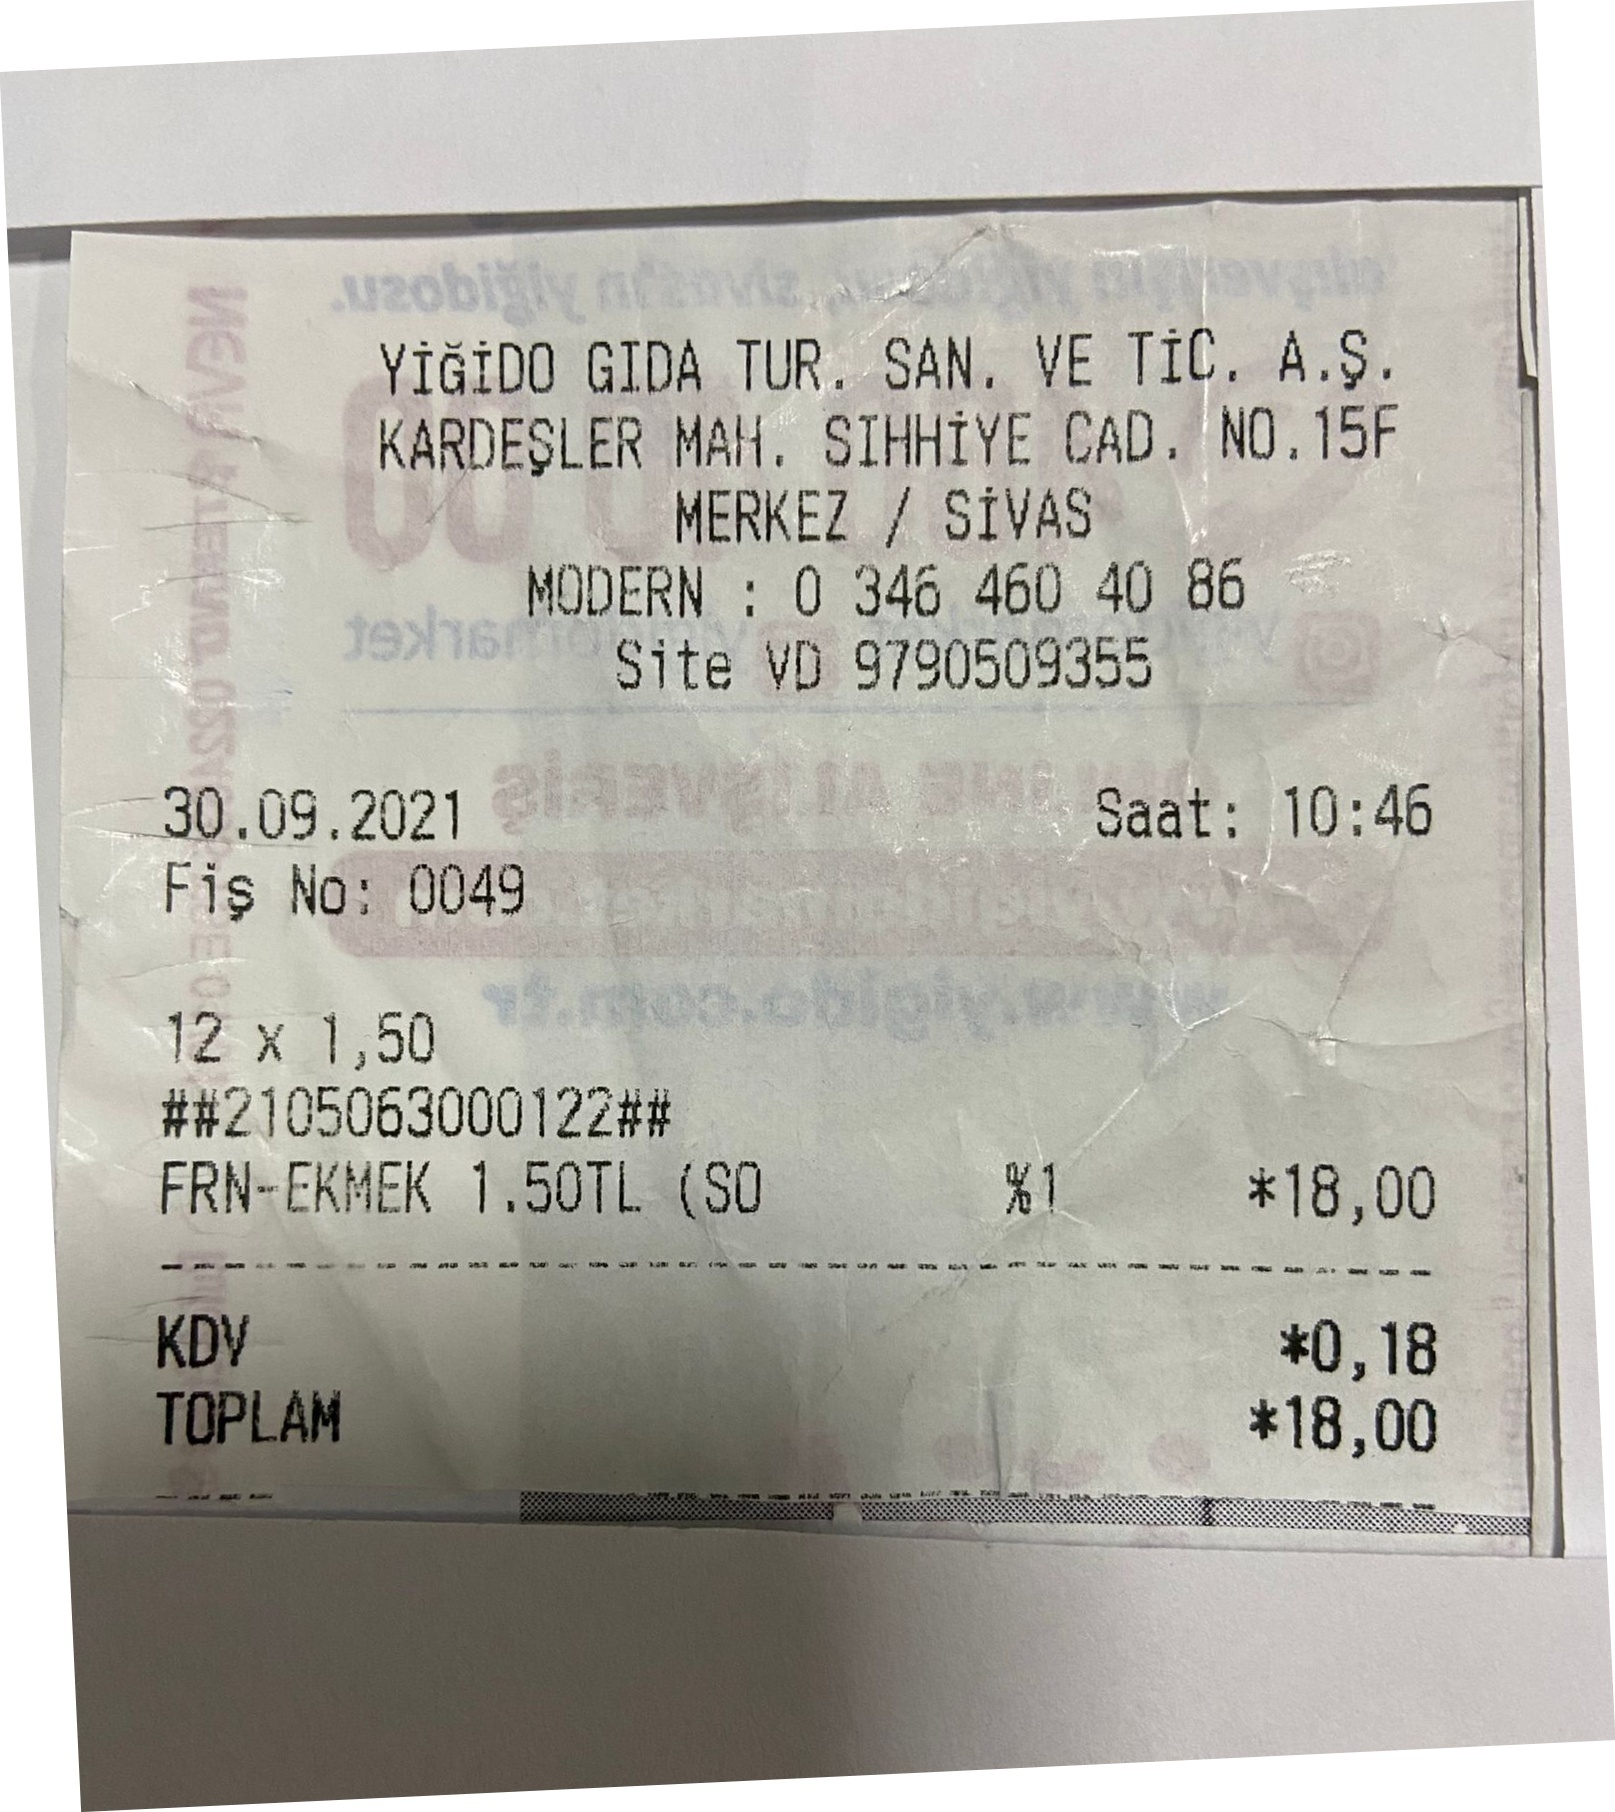 YİĞİDO GIDA TUR. SAN. VE TİC. A.Ş.
KARDEŞLER MAH. SIHHİYE CAD. NO.15F
MERKEZ / SİVAS
MODERN : 0 346 460 40 86
Site VD 9790509355
30.09.2021 Saat: 10:46
Fiş No: 0049
12 x 1,50
##2105063000122##
FRN-EKMEK 1.50TL (SO %1 *18,00
KDV *0,18
TOPLAM *18,00